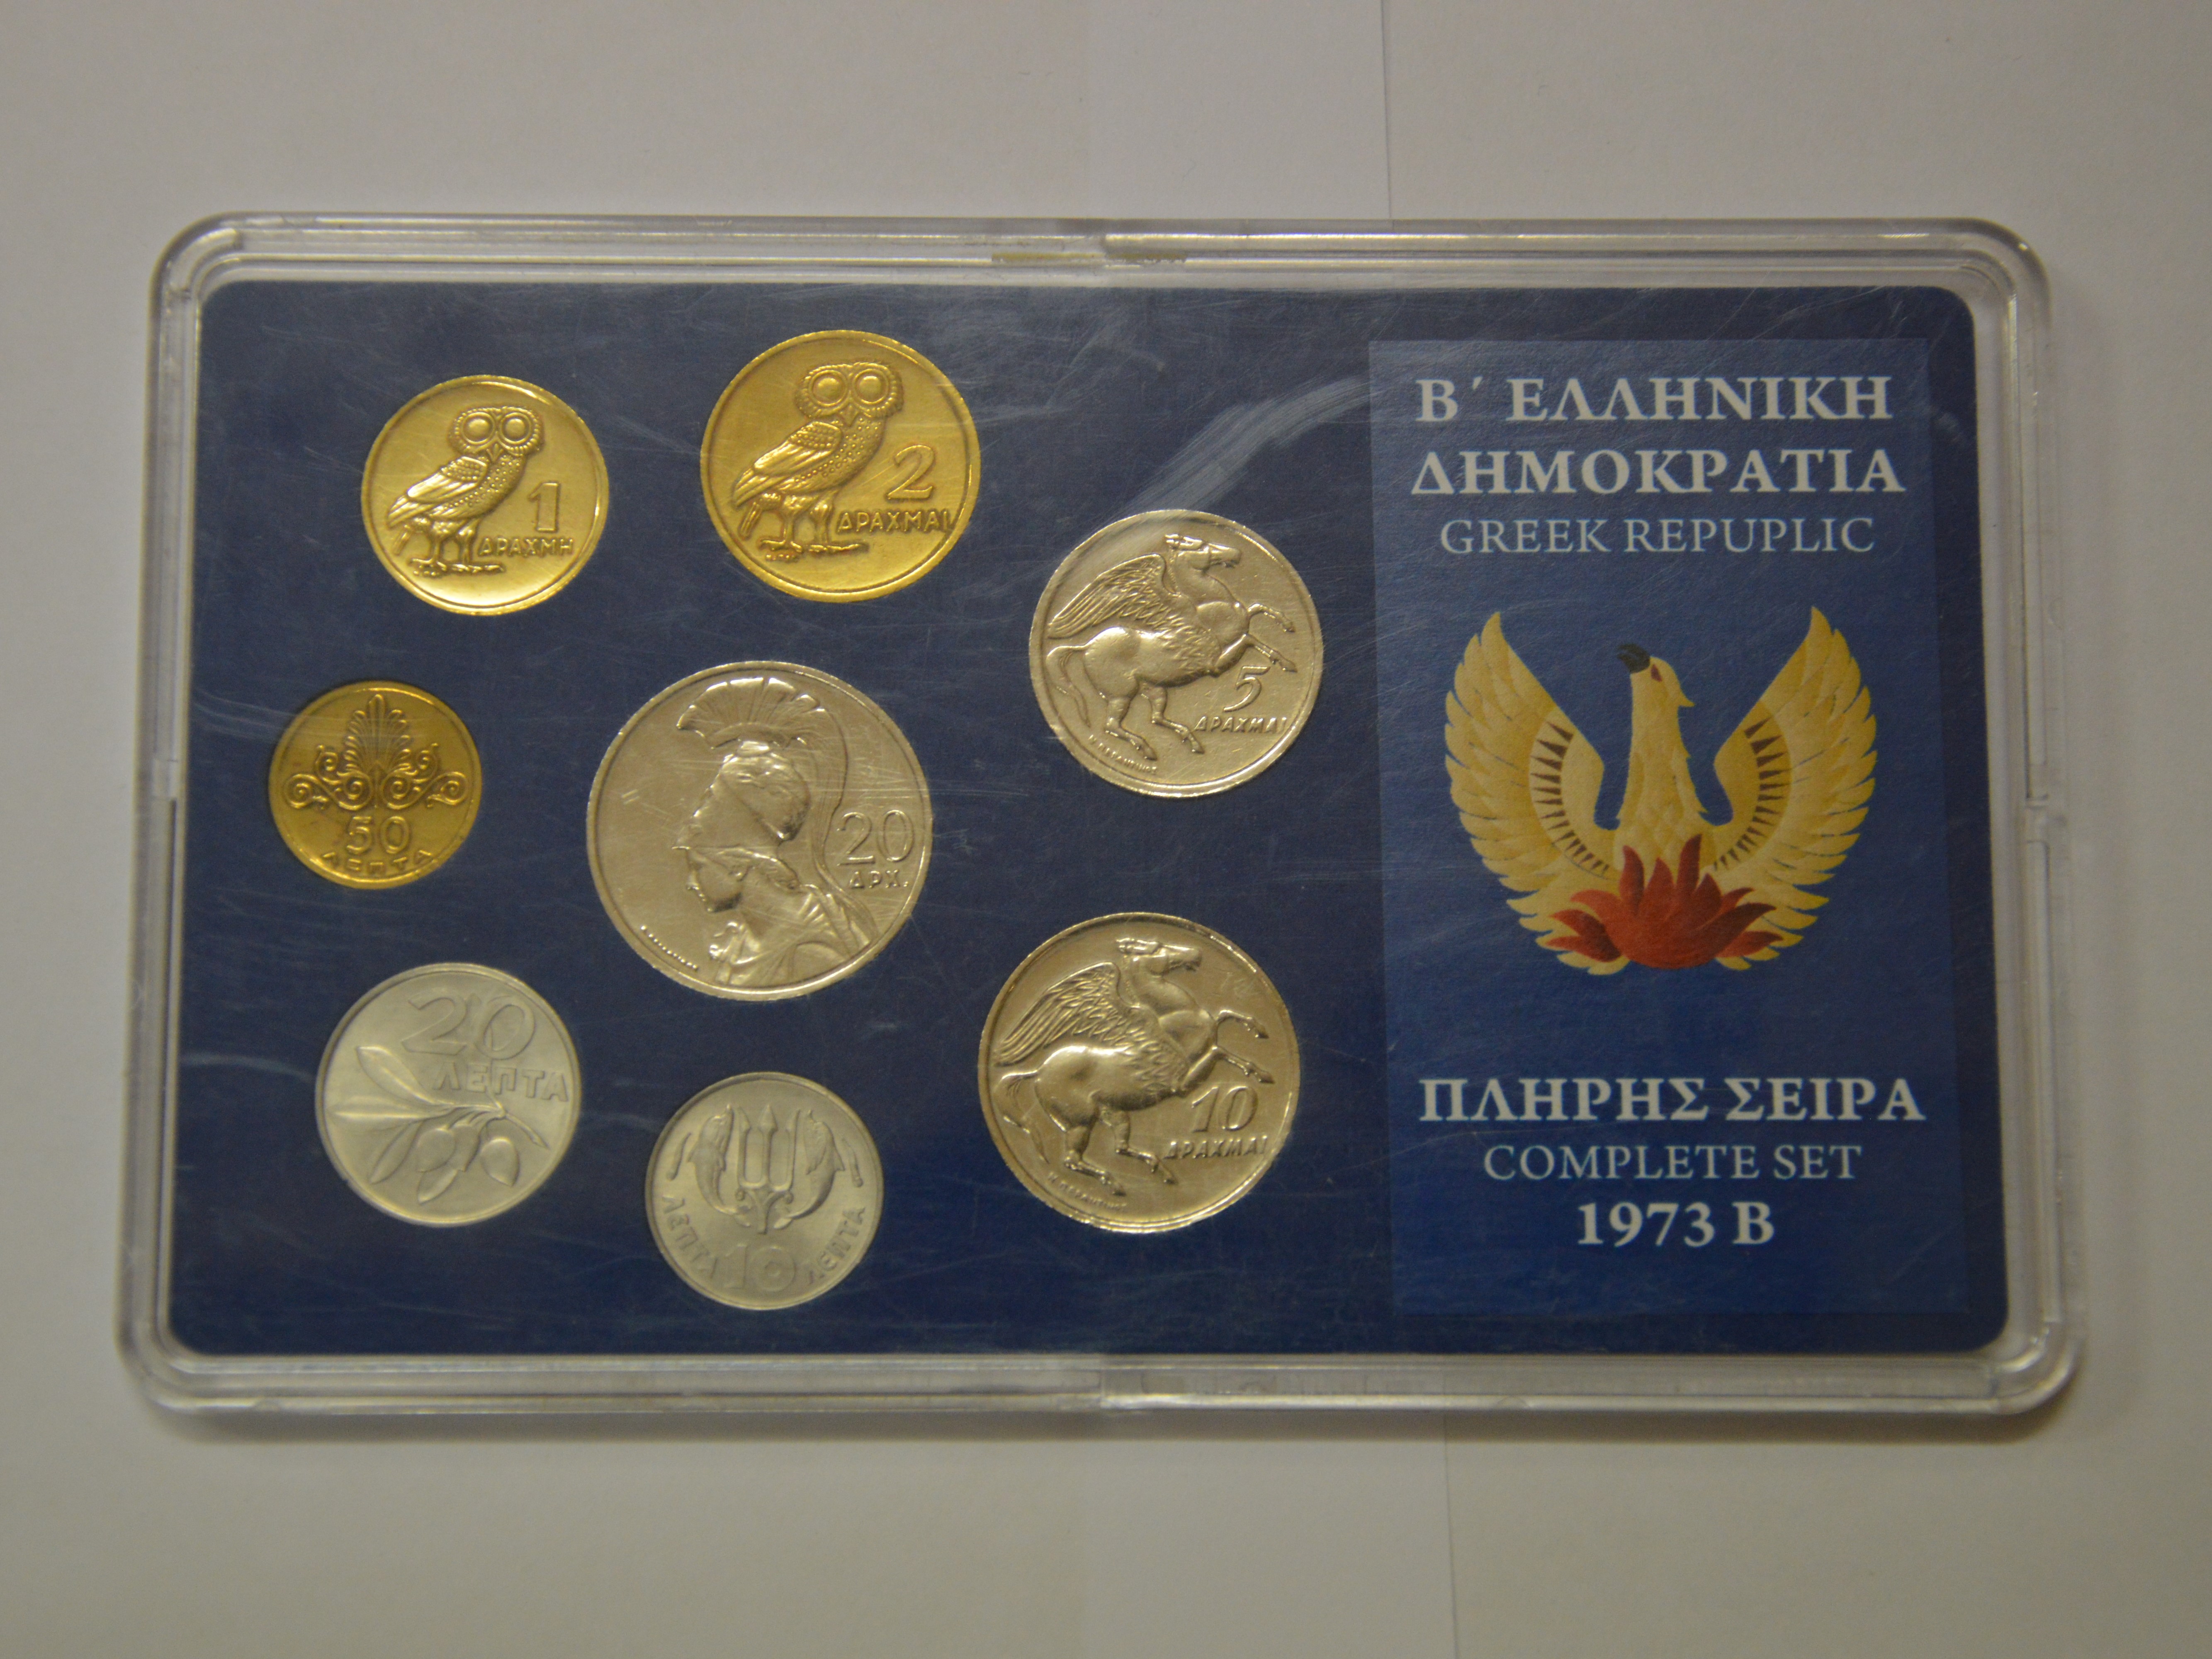 1
ΔΡΑΧΜΗ
2
ΔΡΑΧΜΑΙ
5
ΔΡΑΧΜΑΙ
50
ΛΕΠΤΑ
20
ΔΡΧ.
20
ΛΕΠΤΑ
ΛΕΠΤΑ 10 ΛΕΠΤΑ
10
ΔΡΑΧΜΑΙ
Β΄ ΕΛΛΗΝΙΚΗ
ΔΗΜΟΚΡΑΤΙΑ
GREEK REPUPLIC
ΠΛΗΡΗΣ ΣΕΙΡΑ
COMPLETE SET
1973 Β